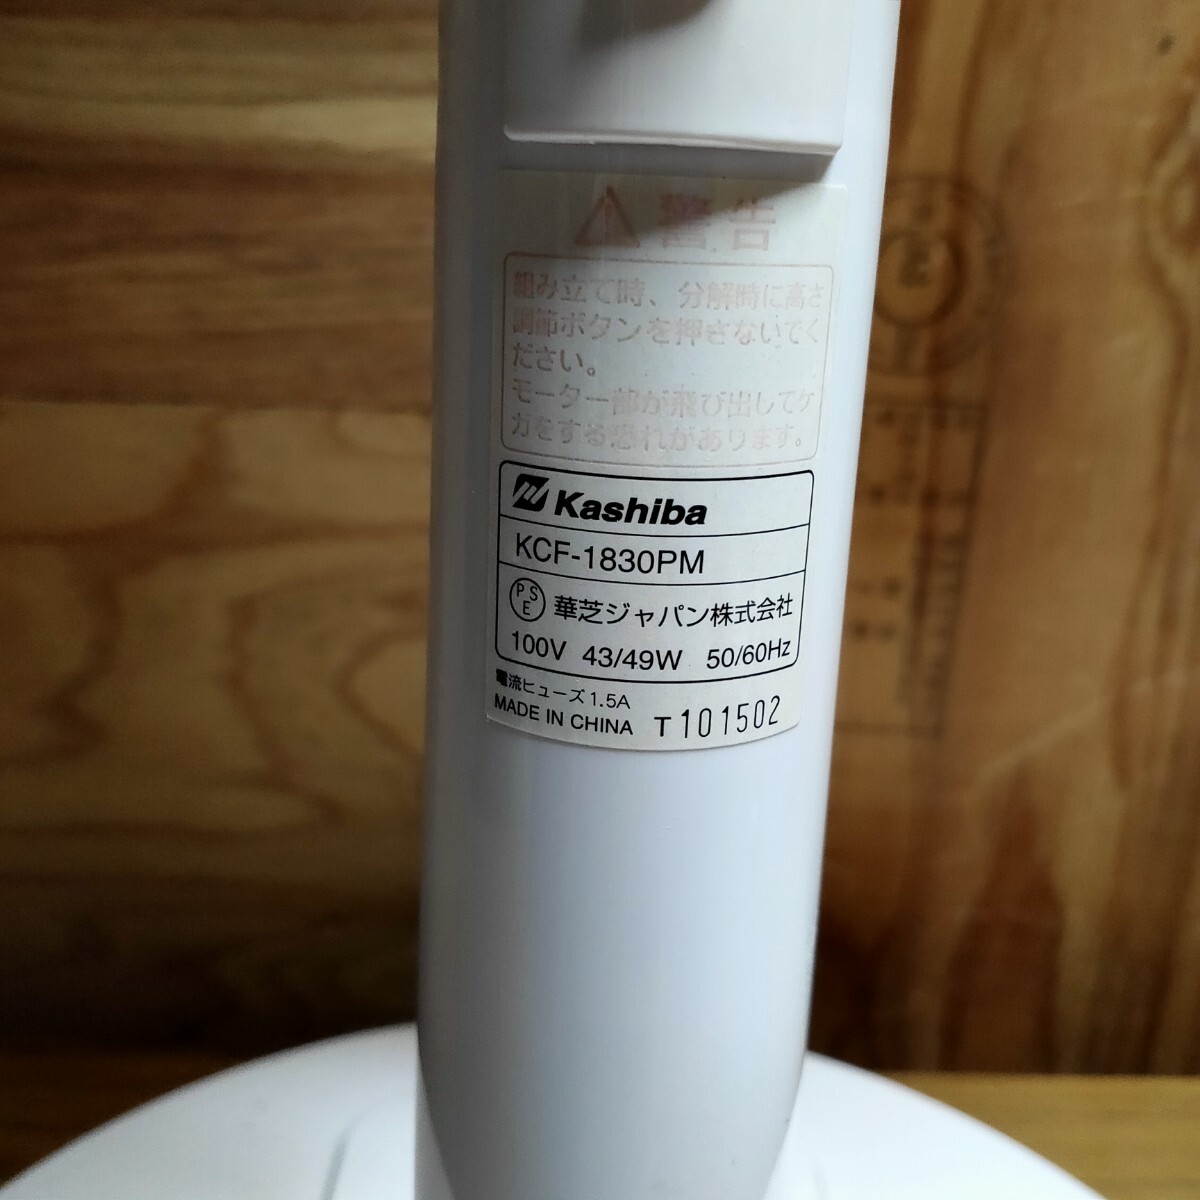 警告
組み立て時、分解時に高さ
調節ボタンを押さないでく
ださい。
モーター部が飛び出してケ
ガをする恐れがあります。
Kashiba
KCF-1830PM
PSE 華芝ジャパン株式会社
100V 43/49W 50/60Hz
電流ヒューズ1.5A
MADE IN CHINA T101502